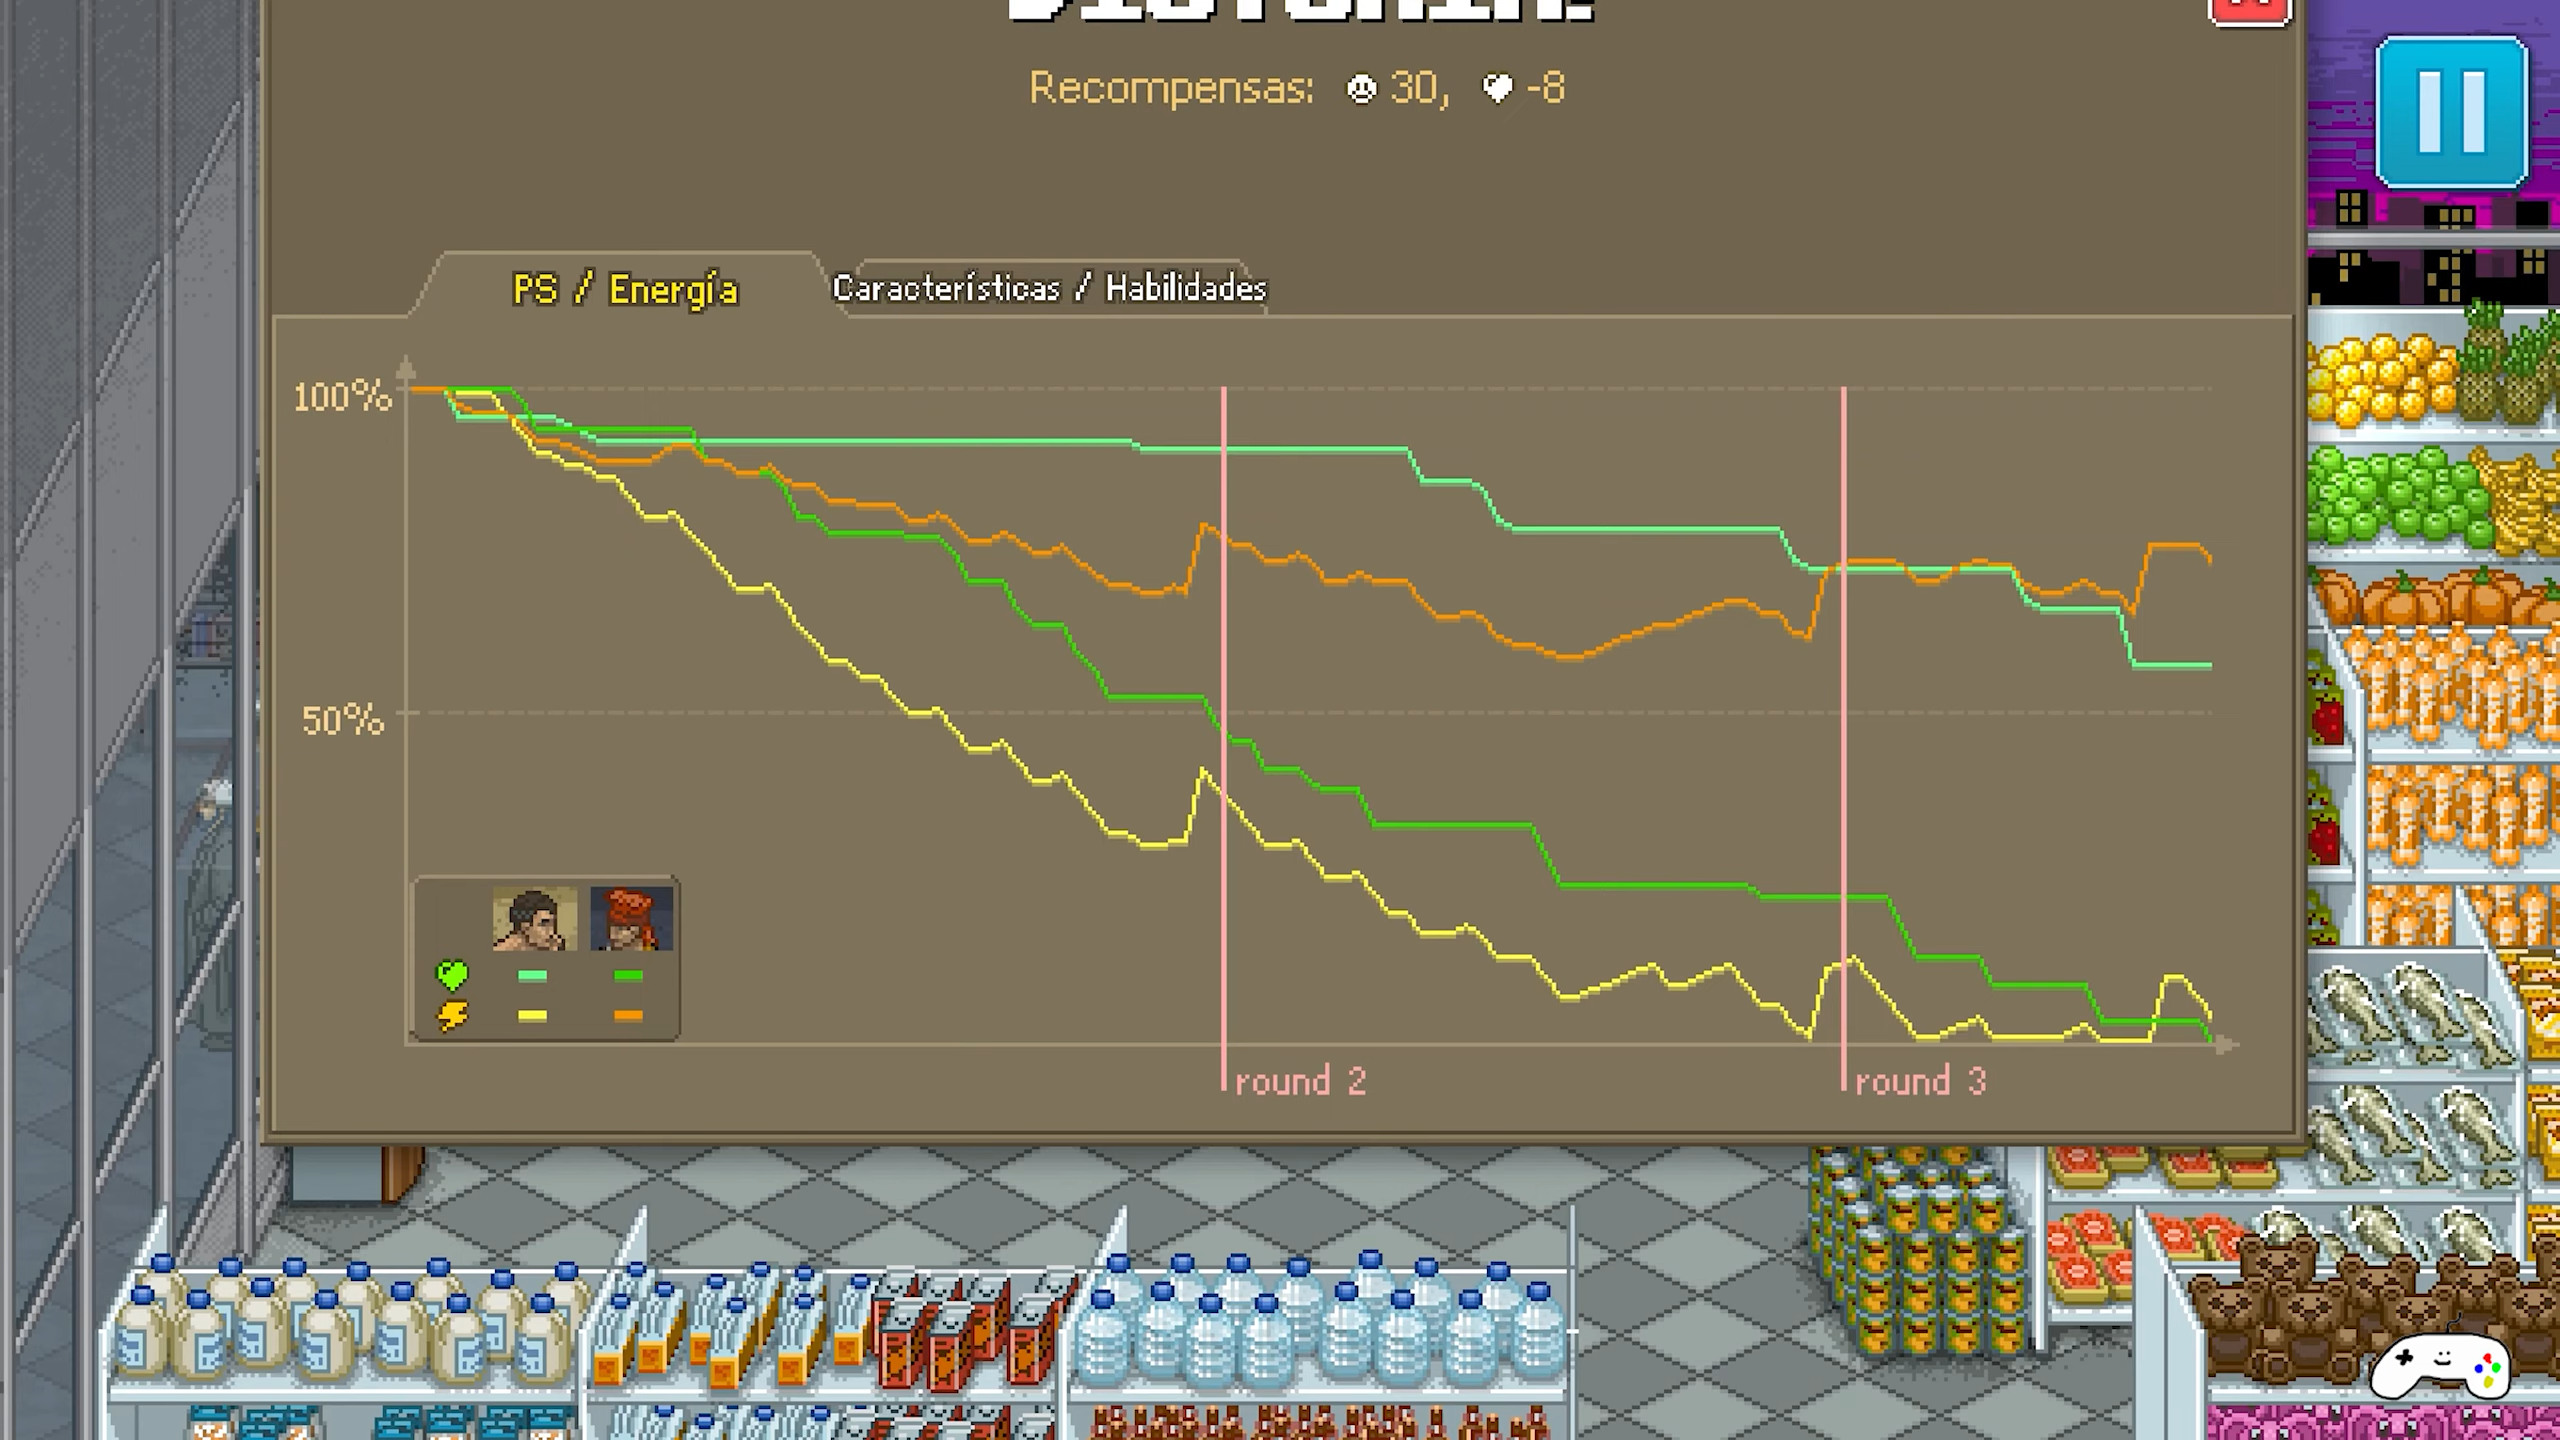 Recompensas: 30, -8
PS / Energía
Características / Habilidades
100%
50%
round 2
round 3